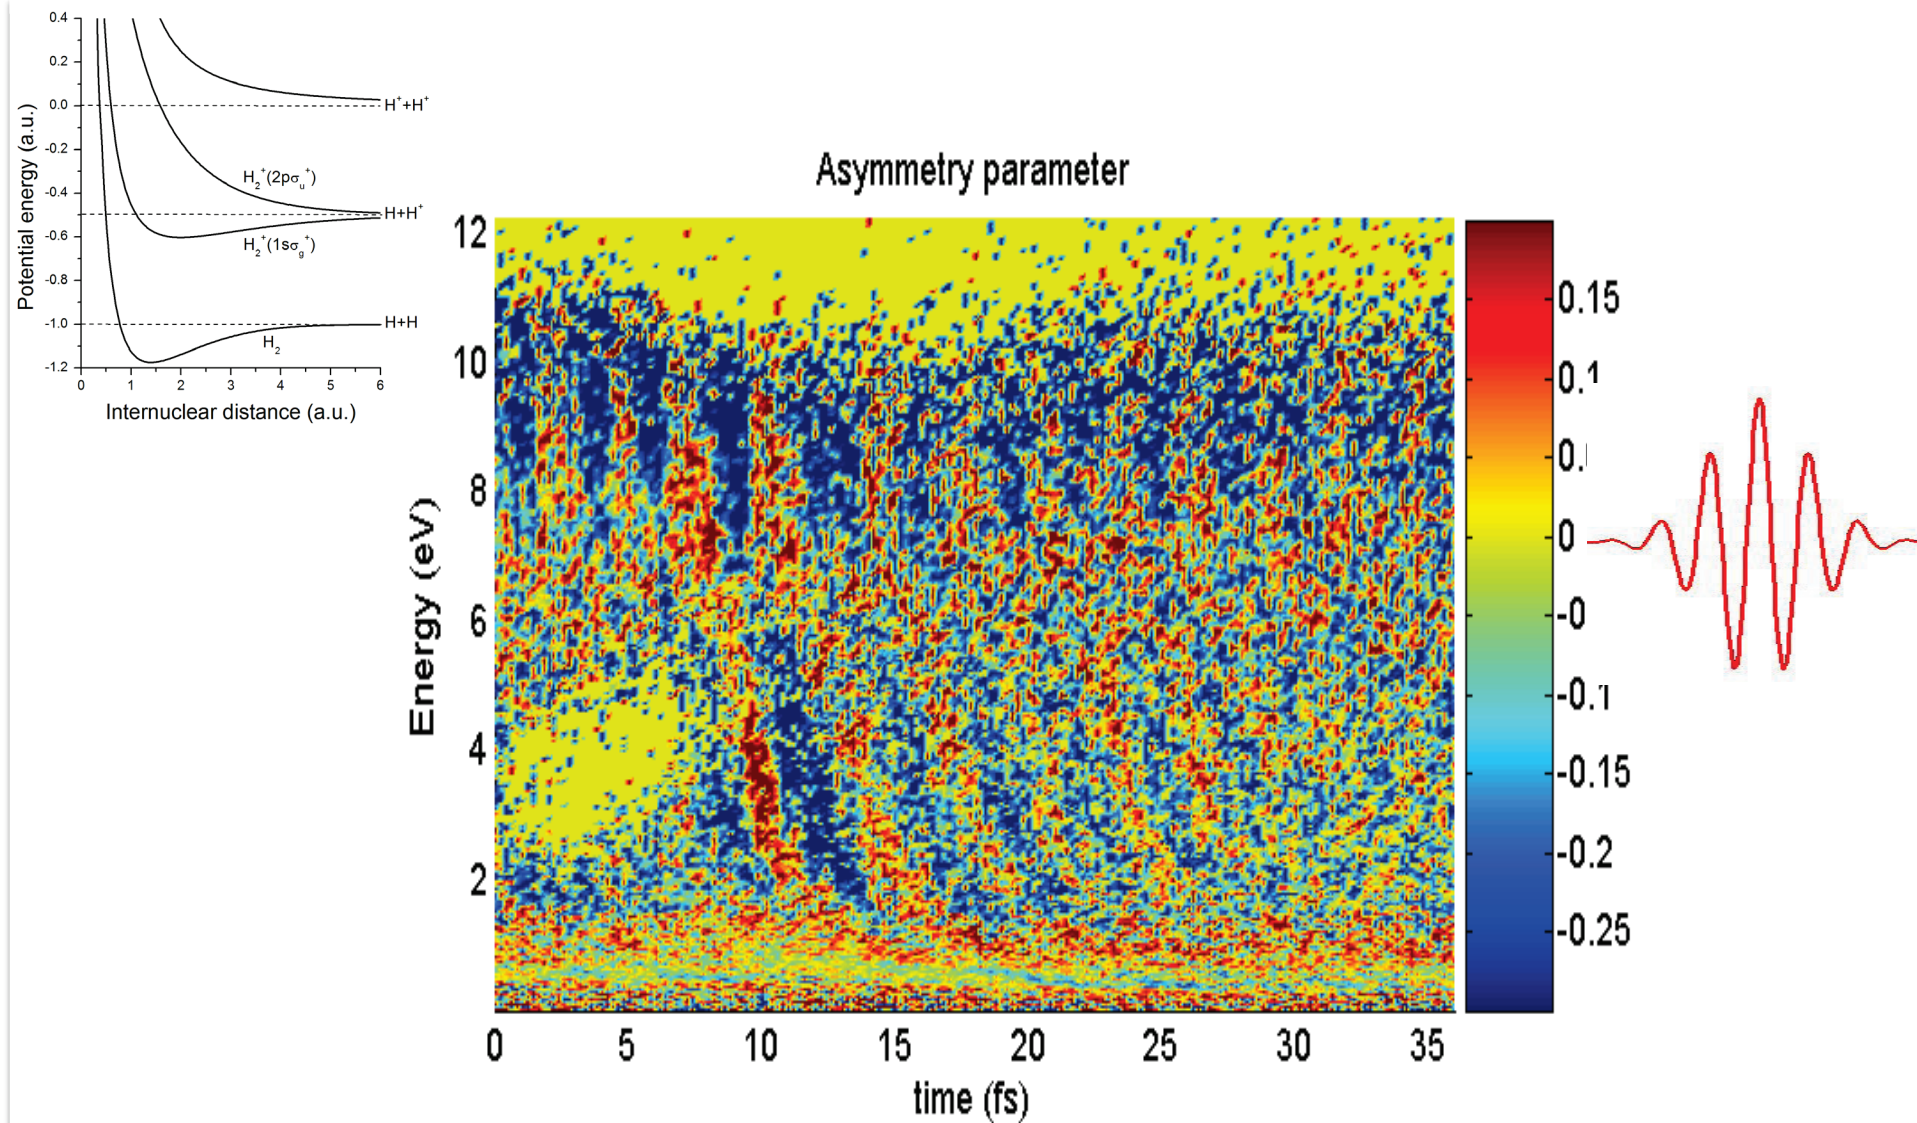 0.4
0.2
0.0
-0.2
-0.4
-0.6
-0.8
-1.0
-1.2
Potential energy (a.u.)
H⁺+H⁺
H₂⁺(2pσᵤ⁺)
H+H⁺
H₂⁺(1sσg⁺)
H+H
H₂
0 1 2 3 4 5 6
Internuclear distance (a.u.)
Asymmetry parameter
12
10
8
6
4
2
Energy (eV)
0 5 10 15 20 25 30 35
time (fs)
0.15
0.1
0
-0.1
-0.15
-0.2
-0.25